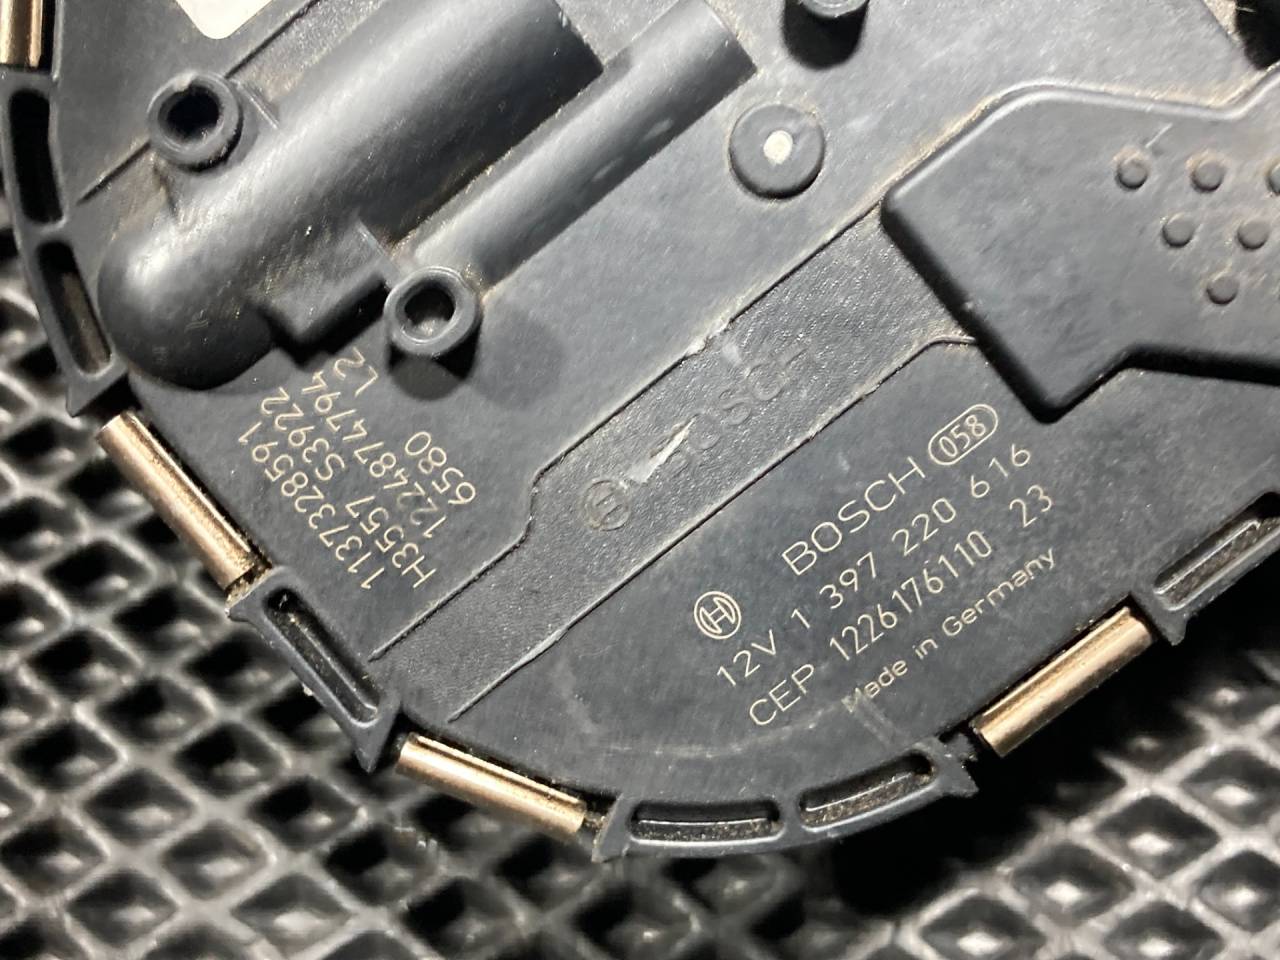 1137328591
H3557 S3922
1224874794
6580 L2
BOSCH
BOSCH 058
12V 1 397 220 616
CEP 1226176110 23
Made in Germany